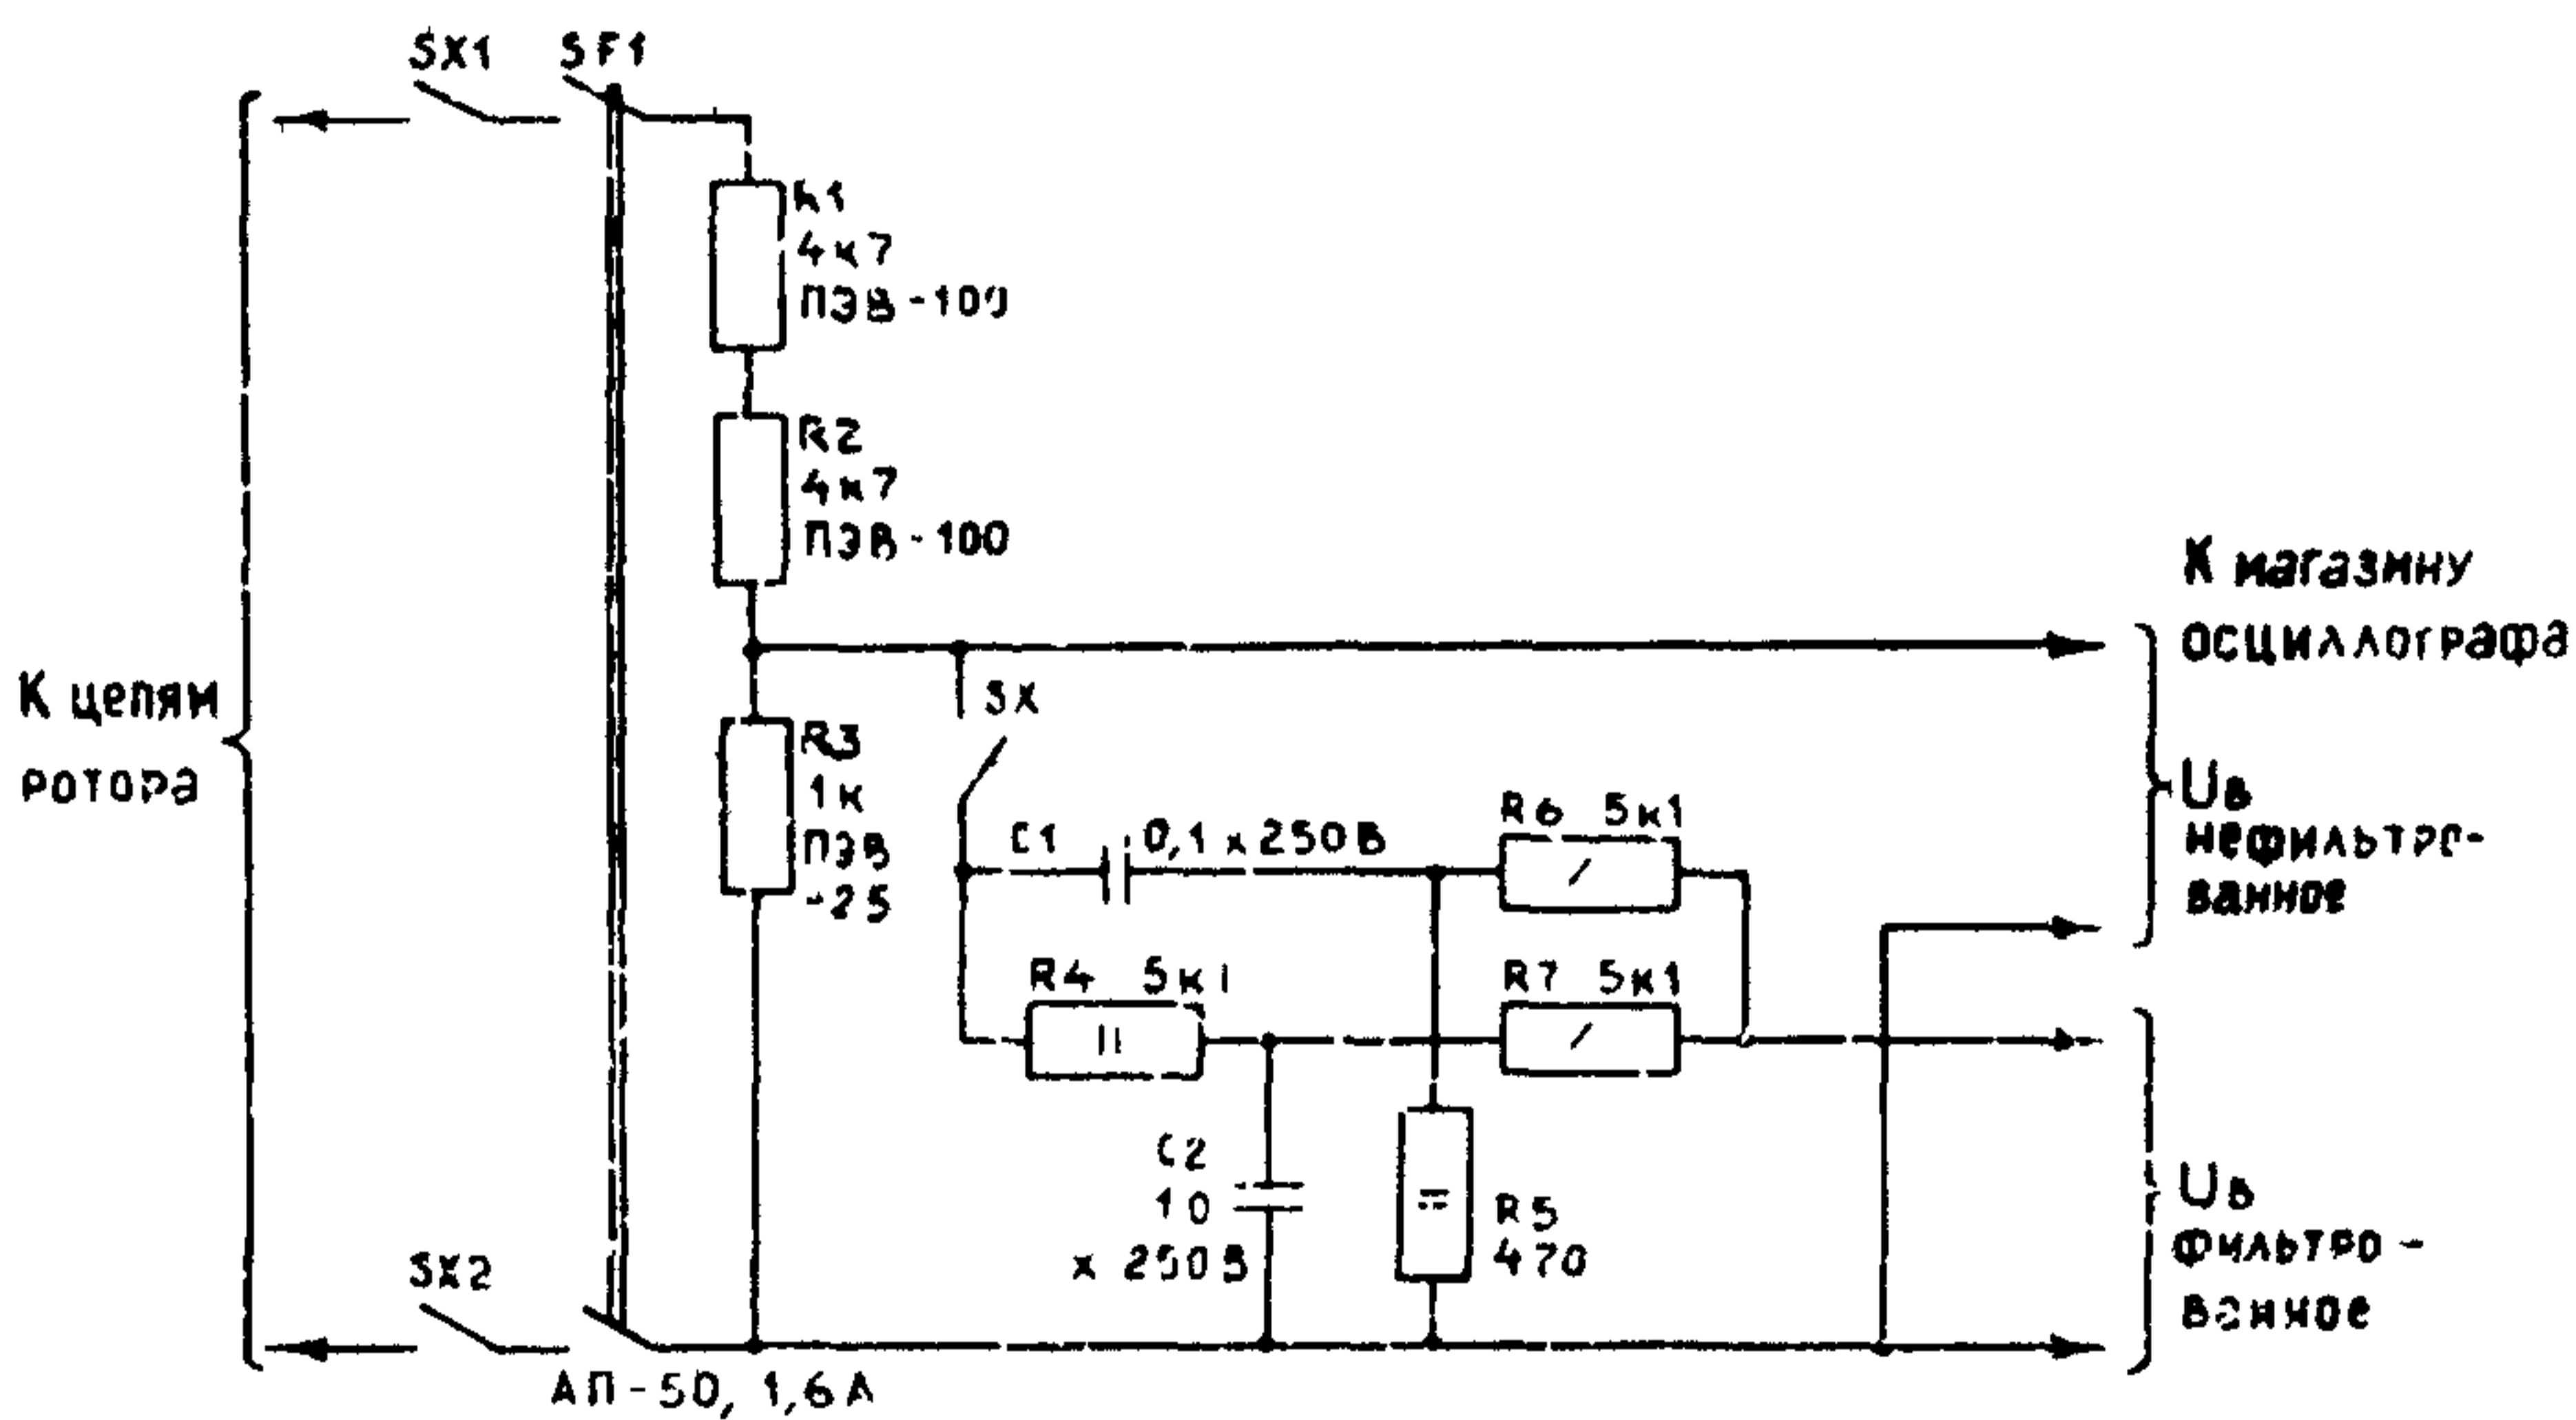 SX1
SF1
R1
4к7
ПЭВ-100
R2
4к7
ПЭВ-100
К магазину
осциллографа
К цепям
ротора
SX
R3
1к
ПЭВ
-25
Uв
нефильтро-
ванное
C1 0,1 х 250 В
R6 5к1
R4 5к1
R7 5к1
C2
10
х 250 В
R5
470
Uв
фильтро-
ванное
SX2
АП-50, 1,6А